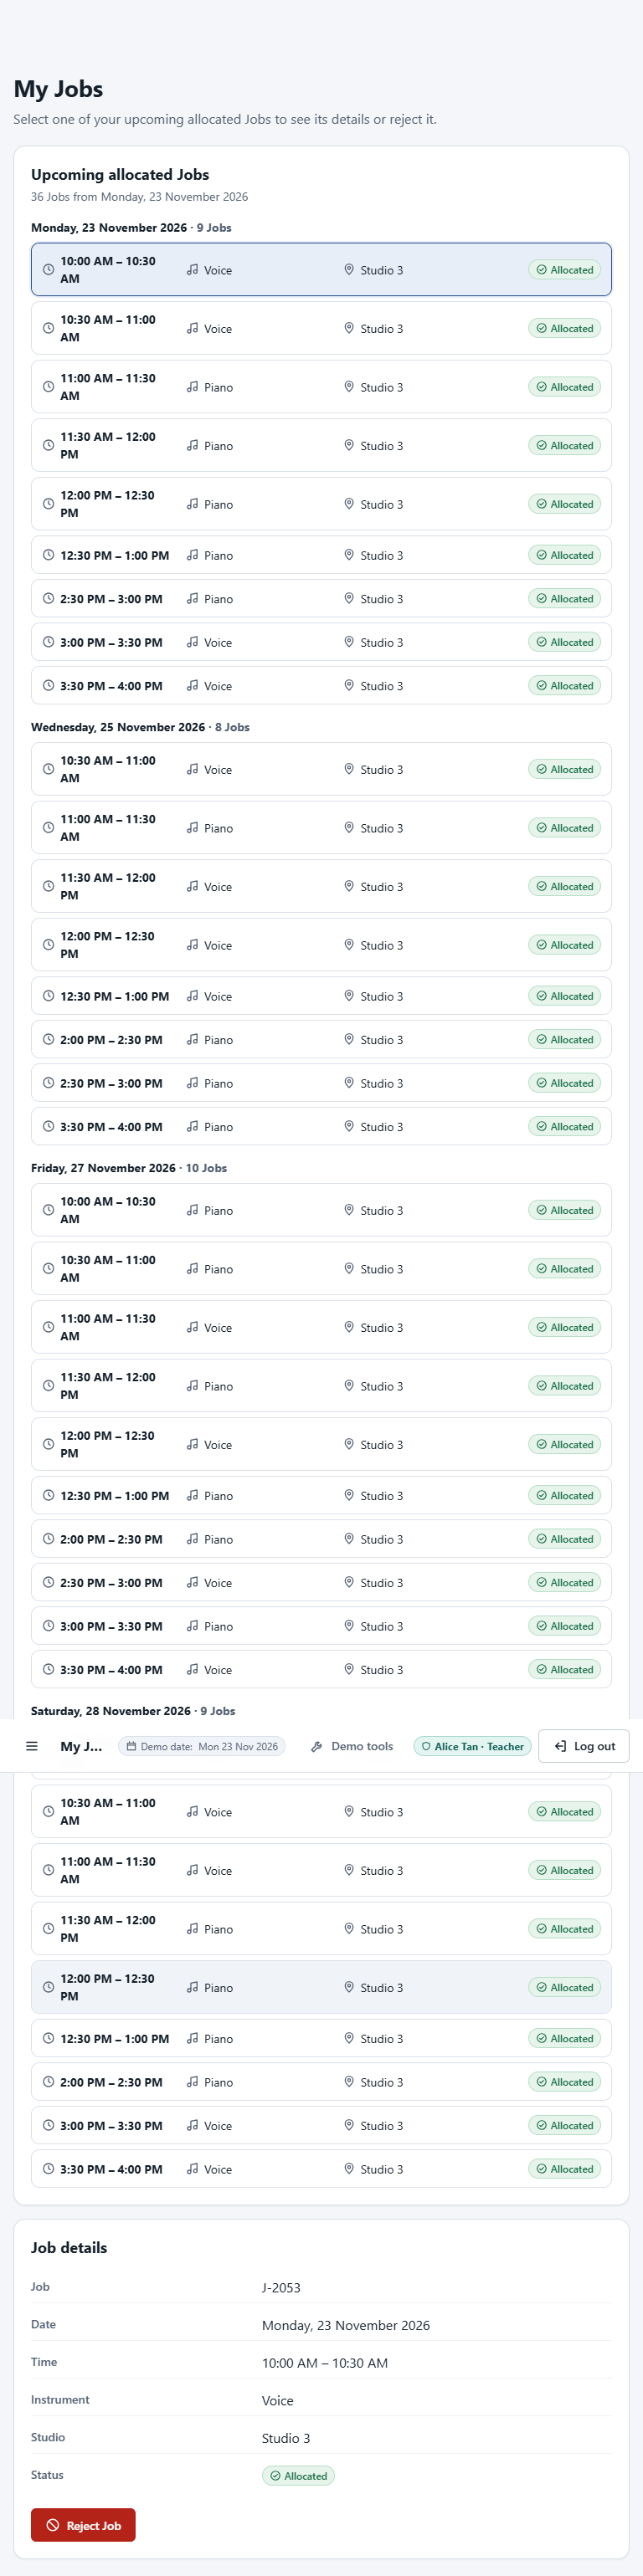 My Jobs
Select one of your upcoming allocated Jobs to see its details or reject it.
Upcoming allocated Jobs
36 Jobs from Monday, 23 November 2026
Monday, 23 November 2026 · 9 Jobs
10:00 AM – 10:30 AM Voice Studio 3 Allocated
10:30 AM – 11:00 AM Voice Studio 3 Allocated
11:00 AM – 11:30 AM Piano Studio 3 Allocated
11:30 AM – 12:00 PM Piano Studio 3 Allocated
12:00 PM – 12:30 PM Piano Studio 3 Allocated
12:30 PM – 1:00 PM Piano Studio 3 Allocated
2:30 PM – 3:00 PM Piano Studio 3 Allocated
3:00 PM – 3:30 PM Voice Studio 3 Allocated
3:30 PM – 4:00 PM Voice Studio 3 Allocated
Wednesday, 25 November 2026 · 8 Jobs
10:30 AM – 11:00 AM Voice Studio 3 Allocated
11:00 AM – 11:30 AM Piano Studio 3 Allocated
11:30 AM – 12:00 PM Voice Studio 3 Allocated
12:00 PM – 12:30 PM Voice Studio 3 Allocated
12:30 PM – 1:00 PM Voice Studio 3 Allocated
2:00 PM – 2:30 PM Piano Studio 3 Allocated
2:30 PM – 3:00 PM Piano Studio 3 Allocated
3:30 PM – 4:00 PM Piano Studio 3 Allocated
Friday, 27 November 2026 · 10 Jobs
10:00 AM – 10:30 AM Piano Studio 3 Allocated
10:30 AM – 11:00 AM Piano Studio 3 Allocated
11:00 AM – 11:30 AM Voice Studio 3 Allocated
11:30 AM – 12:00 PM Piano Studio 3 Allocated
12:00 PM – 12:30 PM Voice Studio 3 Allocated
12:30 PM – 1:00 PM Piano Studio 3 Allocated
2:00 PM – 2:30 PM Piano Studio 3 Allocated
2:30 PM – 3:00 PM Voice Studio 3 Allocated
3:00 PM – 3:30 PM Piano Studio 3 Allocated
3:30 PM – 4:00 PM Voice Studio 3 Allocated
Saturday, 28 November 2026 · 9 Jobs
My J... Demo date: Mon 23 Nov 2026 Demo tools Alice Tan · Teacher Log out
10:30 AM – 11:00 AM Voice Studio 3 Allocated
11:00 AM – 11:30 AM Voice Studio 3 Allocated
11:30 AM – 12:00 PM Piano Studio 3 Allocated
12:00 PM – 12:30 PM Piano Studio 3 Allocated
12:30 PM – 1:00 PM Piano Studio 3 Allocated
2:00 PM – 2:30 PM Piano Studio 3 Allocated
3:00 PM – 3:30 PM Voice Studio 3 Allocated
3:30 PM – 4:00 PM Voice Studio 3 Allocated
Job details
Job J-2053
Date Monday, 23 November 2026
Time 10:00 AM – 10:30 AM
Instrument Voice
Studio Studio 3
Status Allocated
Reject Job